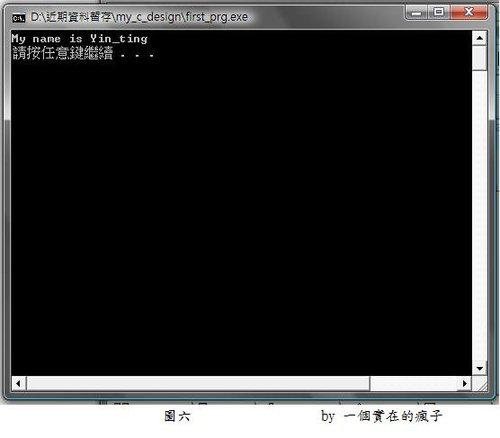 D:\近期資料暫存\my_c_design\first_prg.exe
My name is Yin_ting
請按任意鍵繼續 . . .
圖六 by 一個實在的瘋子